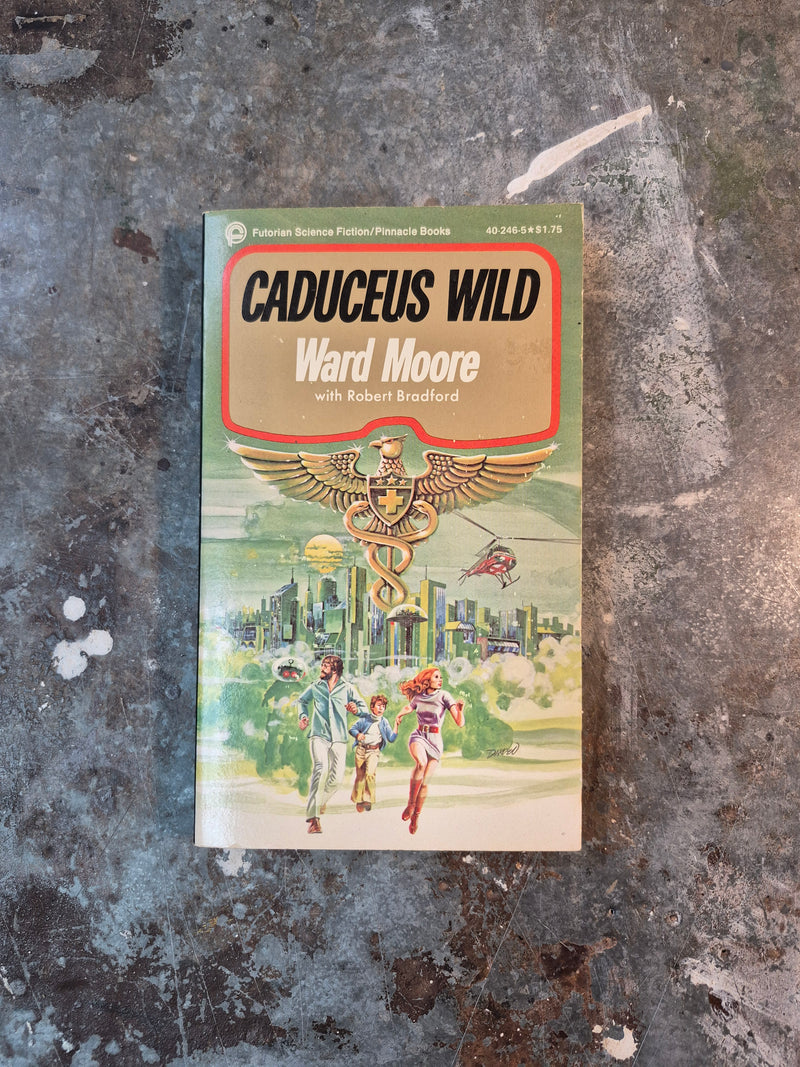 Futorian Science Fiction/Pinnacle Books 40-246-5★$1.75
CADUCEUS WILD
Ward Moore
with Robert Bradford